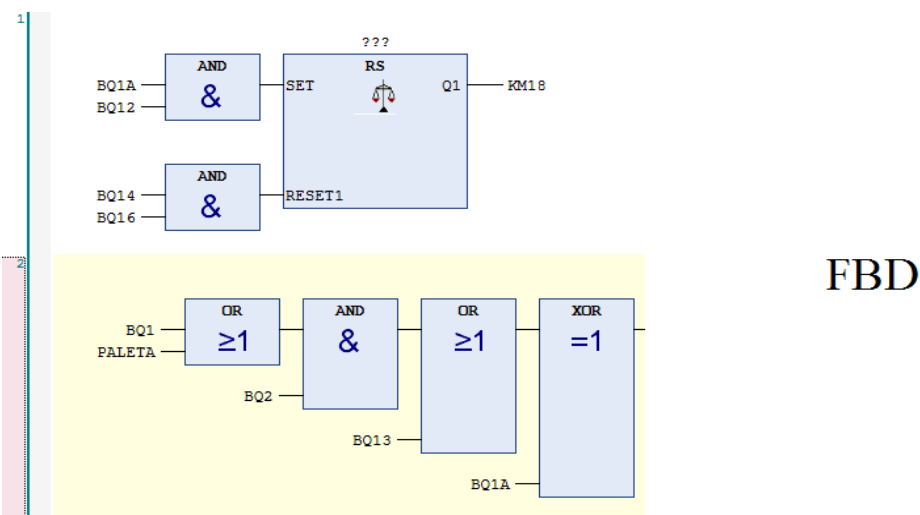 1
???
AND
RS
BQ1A
&
SET
Q1
KM18
BQ12
AND
BQ14
&
RESET1
BQ16
2
FBD
OR
AND
OR
XOR
BQ1
≥1
&
≥1
=1
PALETA
BQ2
BQ13
BQ1A